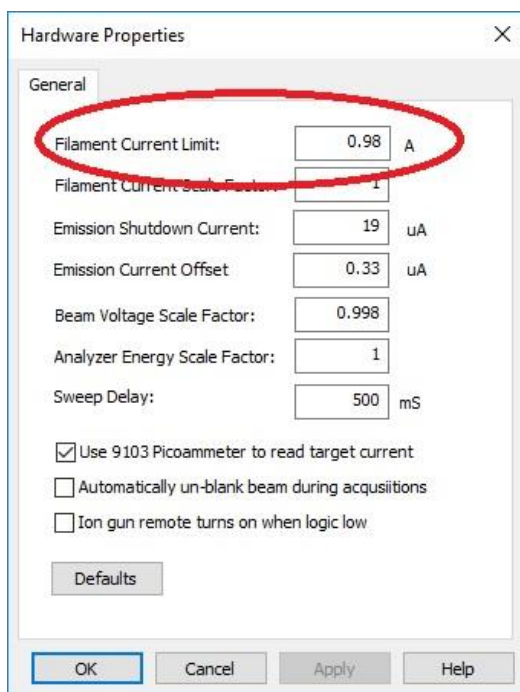 Hardware Properties
General
Filament Current Limit: 0.98 A
Filament Current Scale Factor: 1
Emission Shutdown Current: 19 uA
Emission Current Offset 0.33 uA
Beam Voltage Scale Factor: 0.998
Analyzer Energy Scale Factor: 1
Sweep Delay: 500 mS
Use 9103 Picoammeter to read target current
Automatically un-blank beam during acqusiitions
Ion gun remote turns on when logic low
Defaults
OK Cancel Apply Help